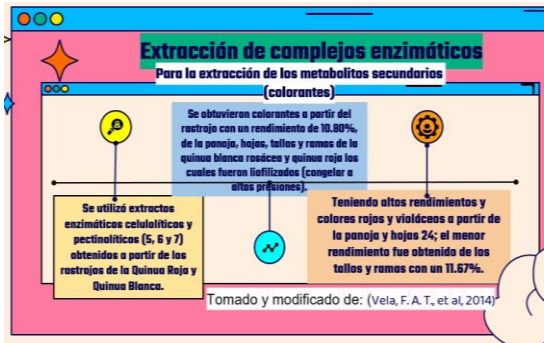 Extracción de complejos enzimáticos
Para la extracción de los metabolitos secundarios
(colorantes)
Se obtuvieron colorantes a partir del
rastrojo con un rendimiento de 10.80%,
de la panoja, hojas, tallos y ramas de la
quinua blanca rosácea y quinua roja los
cuales fueron liofilizados (congelar a
altas presiones).
Se utilizó extractos
enzimáticos celulolíticos y
pectinolíticos (5, 6 y 7)
obtenidos a partir de los
rastrojos de la Quinua Roja y
Quinua Blanca.
Teniendo altos rendimientos y
colores rojos y violáceos a partir de
la panoja y hojas 24; el menor
rendimiento fue obtenido de los
tallos y ramas con un 11.67%.
Tomado y modificado de: (Vela, F. A. T., et al, 2014)